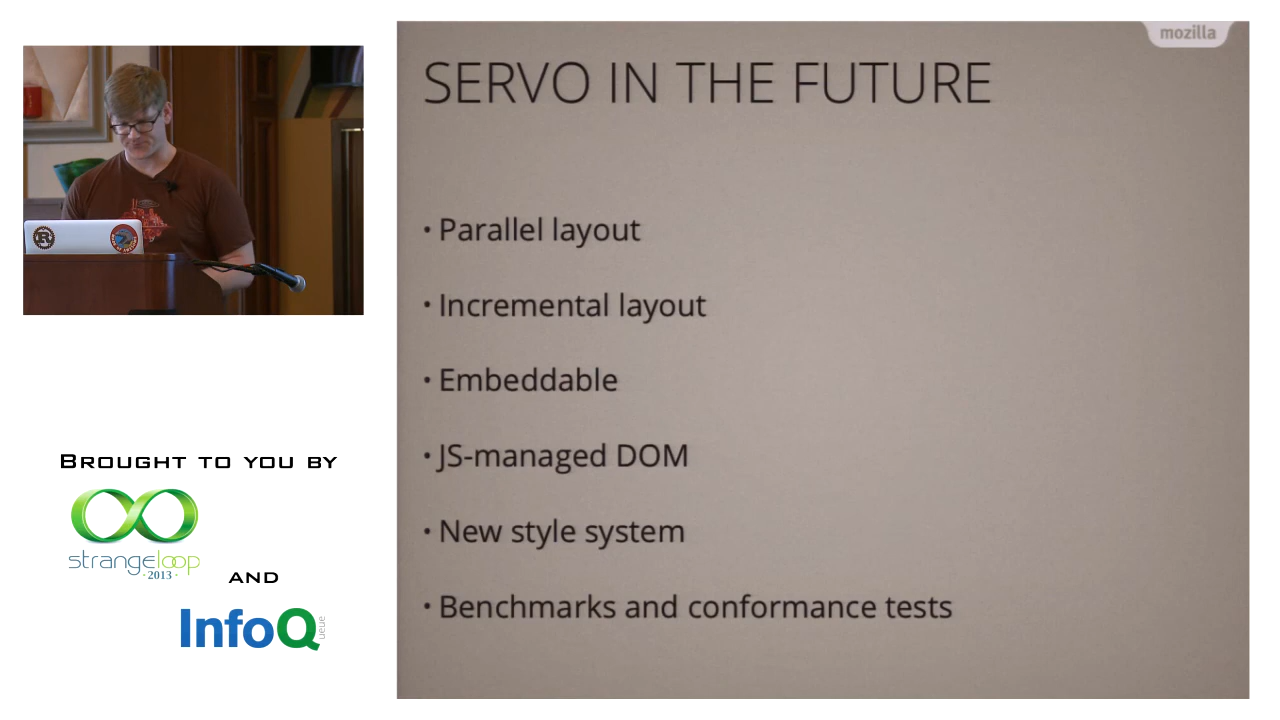 mozilla
SERVO IN THE FUTURE
• Parallel layout
• Incremental layout
• Embeddable
• JS-managed DOM
• New style system
• Benchmarks and conformance tests
R
BROUGHT TO YOU BY
strangeloop
·2013·
AND
InfoQ
ueue